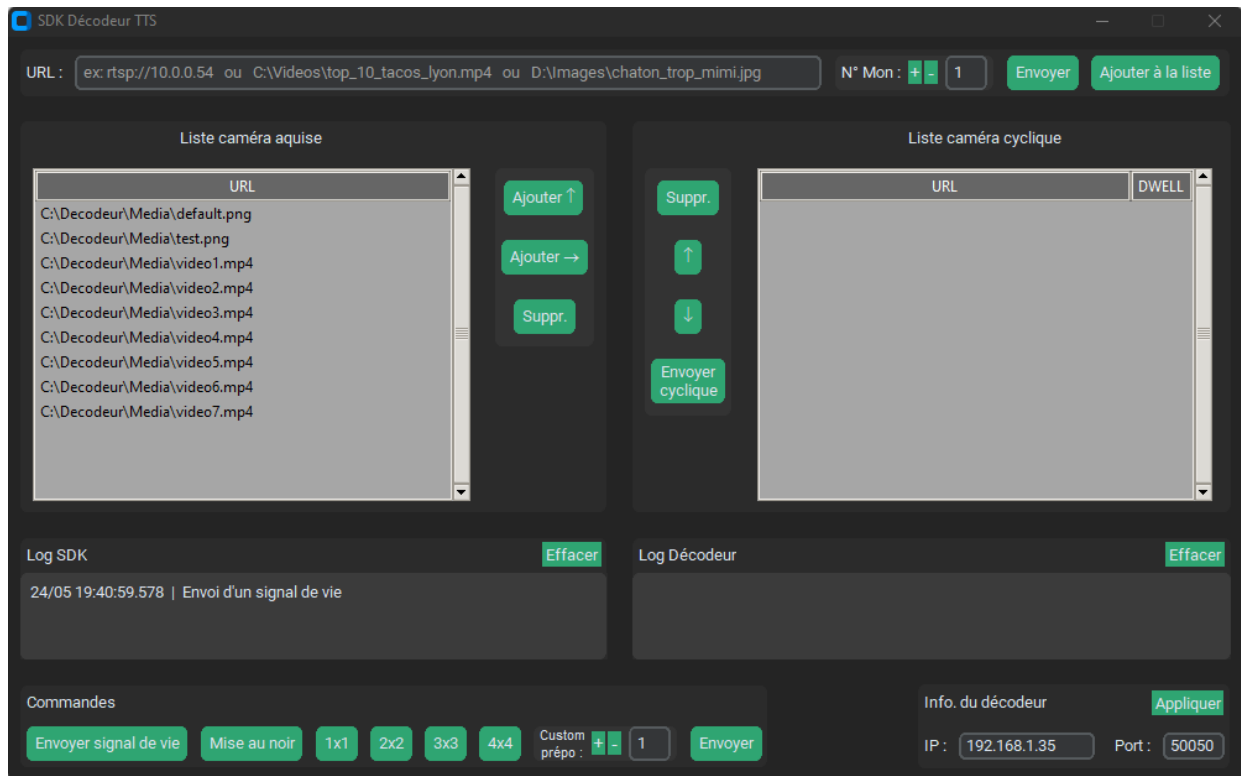 SDK Décodeur TTS
URL : ex: rtsp://10.0.0.54 ou C:\Videos\top_10_tacos_lyon.mp4 ou D:\Images\chaton_trop_mimi.jpg N° Mon : + - 1 Envoyer Ajouter à la liste
Liste caméra aquise
URL
C:\Decodeur\Media\default.png
C:\Decodeur\Media\test.png
C:\Decodeur\Media\video1.mp4
C:\Decodeur\Media\video2.mp4
C:\Decodeur\Media\video3.mp4
C:\Decodeur\Media\video4.mp4
C:\Decodeur\Media\video5.mp4
C:\Decodeur\Media\video6.mp4
C:\Decodeur\Media\video7.mp4
Ajouter ↑
Ajouter →
Suppr.
Liste caméra cyclique
Suppr.
↑
↓
Envoyer
cyclique
URL DWELL
Log SDK Effacer
24/05 19:40:59.578 | Envoi d'un signal de vie
Log Décodeur Effacer
Commandes
Envoyer signal de vie Mise au noir 1x1 2x2 3x3 4x4 Custom
prépo : + - 1 Envoyer
Info. du décodeur Appliquer
IP : 192.168.1.35 Port : 50050